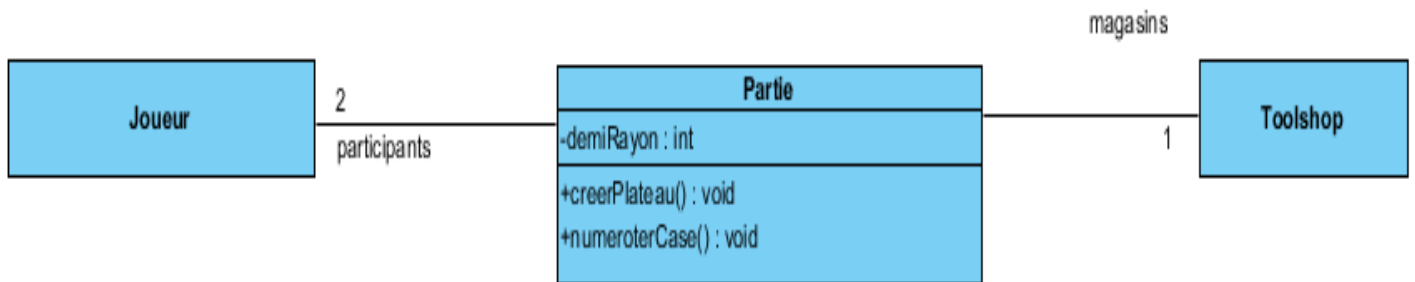 magasins
Joueur
2
participants
Partie
-demiRayon : int
+creerPlateau() : void
+numeroterCase() : void
1
Toolshop